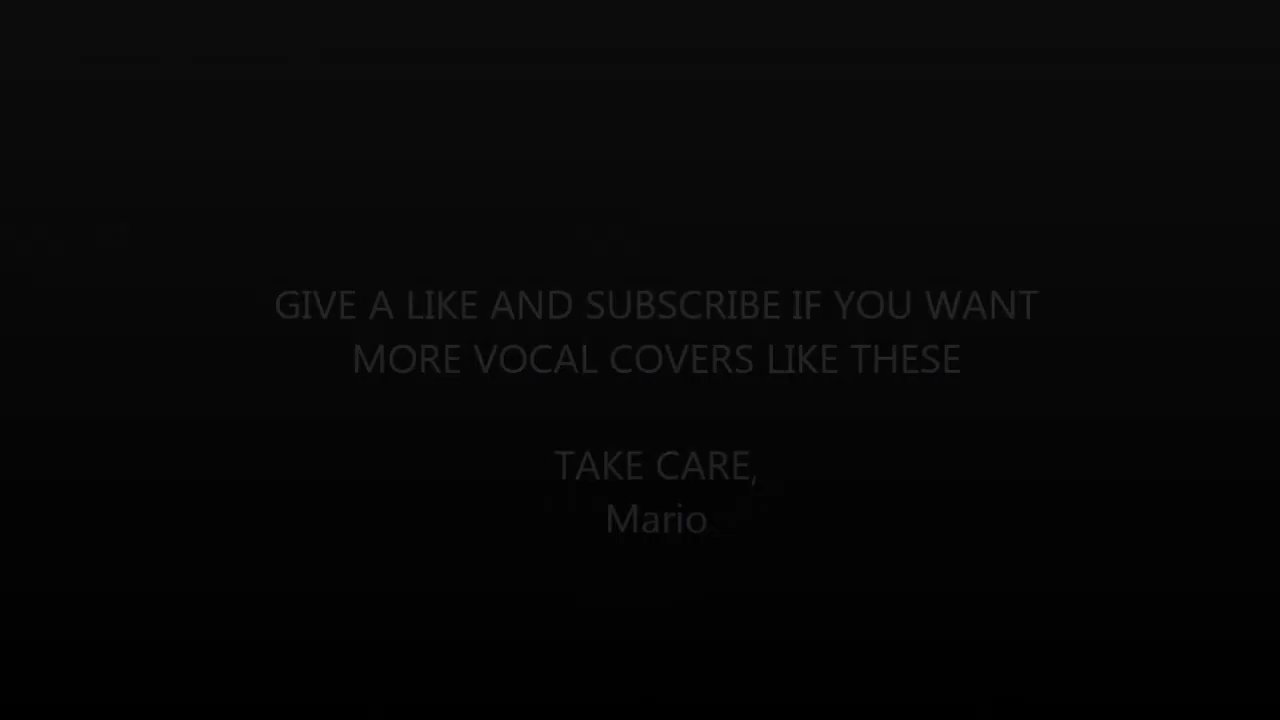 GIVE A LIKE AND SUBSCRIBE IF YOU WANT
MORE VOCAL COVERS LIKE THESE
TAKE CARE,
Mario